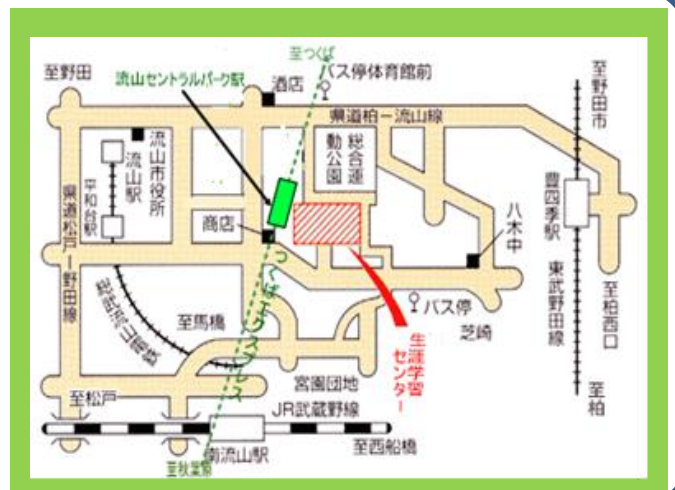 至つくば
至野田
流山セントラルパーク駅
酒店
バス停体育館前
至野田市
県道柏ー流山線
流山市役所
流山駅
平和台駅
総合運動公園
県道松戸ー野田線
商店
豊四季駅
八木中
東武野田線
つくばエクスプレス
バス停
至馬橋
芝崎
至柏西口
生涯学習センター
宮園団地
至柏
至松戸
JR武蔵野線
南流山駅
至西船橋
至秋葉原